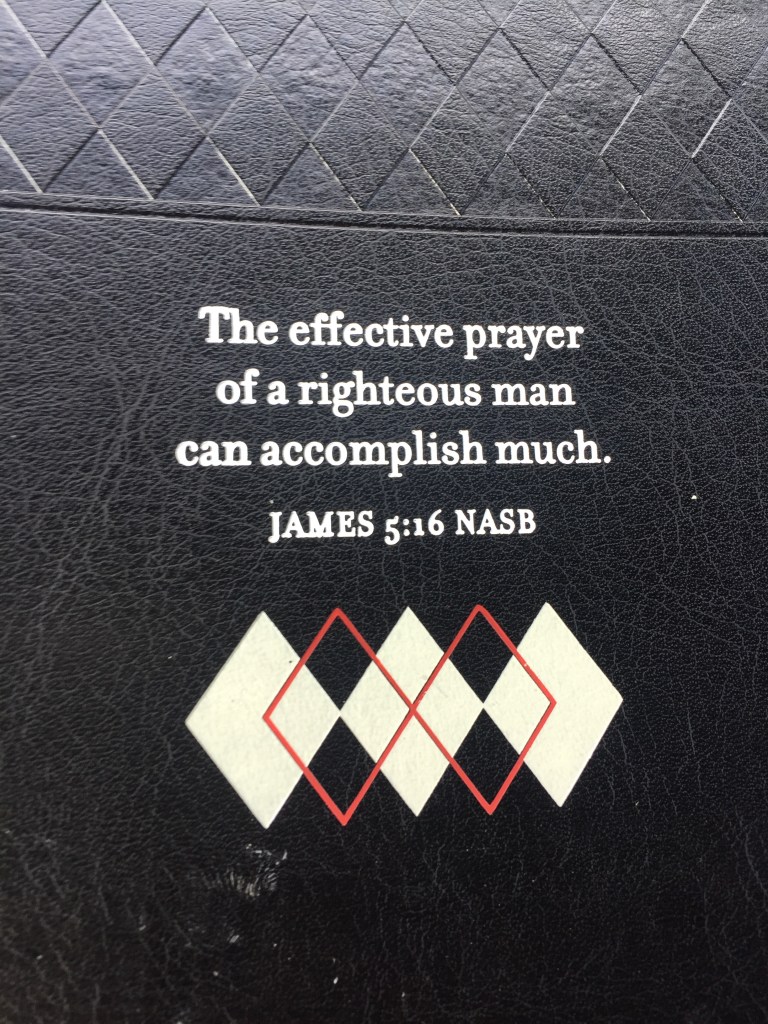 The effective prayer
of a righteous man
can accomplish much.
JAMES 5:16 NASB